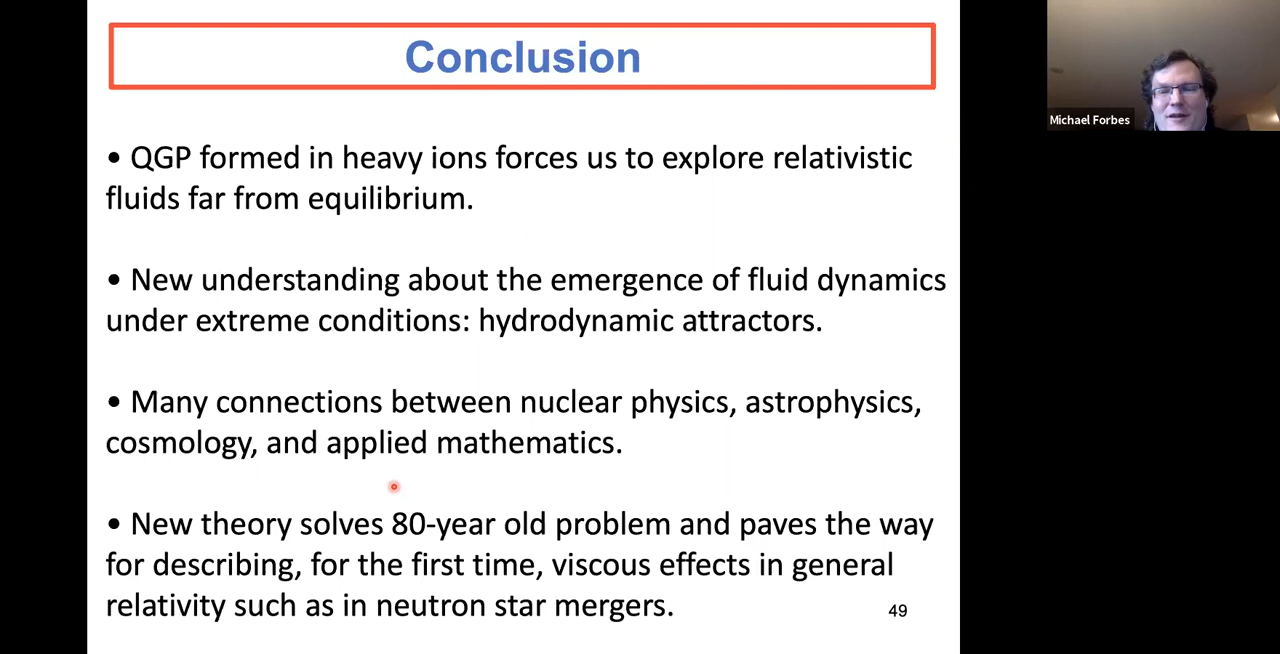 Conclusion
Michael Forbes
• QGP formed in heavy ions forces us to explore relativistic
fluids far from equilibrium.
• New understanding about the emergence of fluid dynamics
under extreme conditions: hydrodynamic attractors.
• Many connections between nuclear physics, astrophysics,
cosmology, and applied mathematics.
• New theory solves 80-year old problem and paves the way
for describing, for the first time, viscous effects in general
relativity such as in neutron star mergers.
49